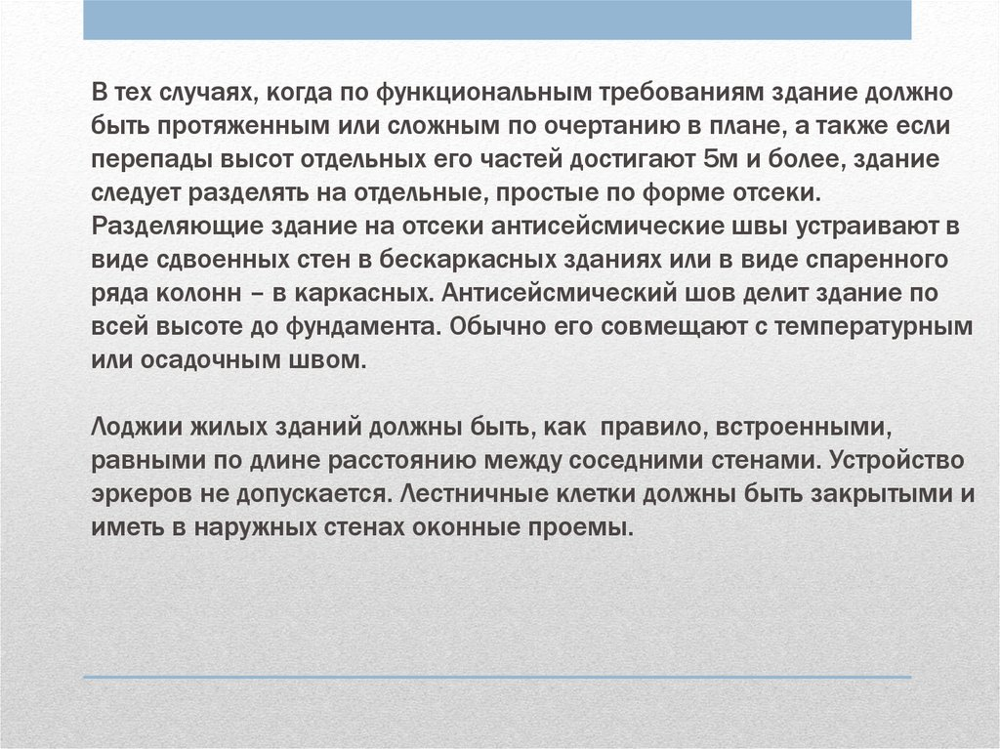 В тех случаях, когда по функциональным требованиям здание должно
быть протяженным или сложным по очертанию в плане, а также если
перепады высот отдельных его частей достигают 5м и более, здание
следует разделять на отдельные, простые по форме отсеки.
Разделяющие здание на отсеки антисейсмические швы устраивают в
виде сдвоенных стен в бескаркасных зданиях или в виде спаренного
ряда колонн – в каркасных. Антисейсмический шов делит здание по
всей высоте до фундамента. Обычно его совмещают с температурным
или осадочным швом.
Лоджии жилых зданий должны быть, как  правило, встроенными,
равными по длине расстоянию между соседними стенами. Устройство
эркеров не допускается. Лестничные клетки должны быть закрытыми и
иметь в наружных стенах оконные проемы.